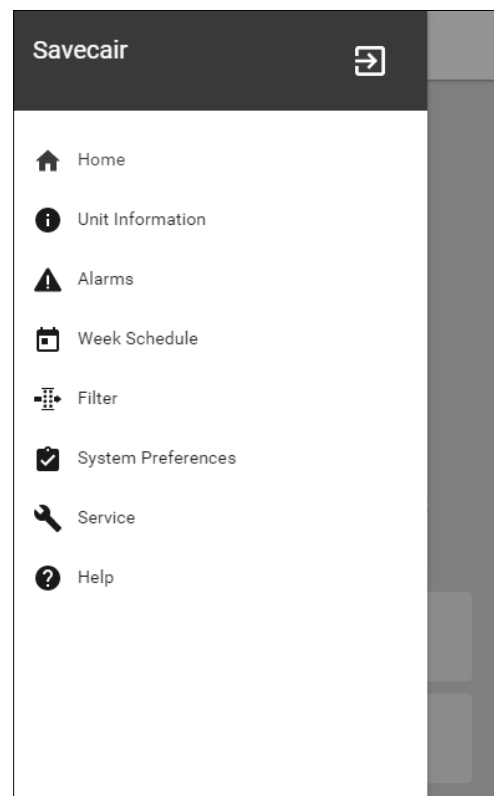 Savecair
Home
Unit Information
Alarms
Week Schedule
Filter
System Preferences
Service
Help